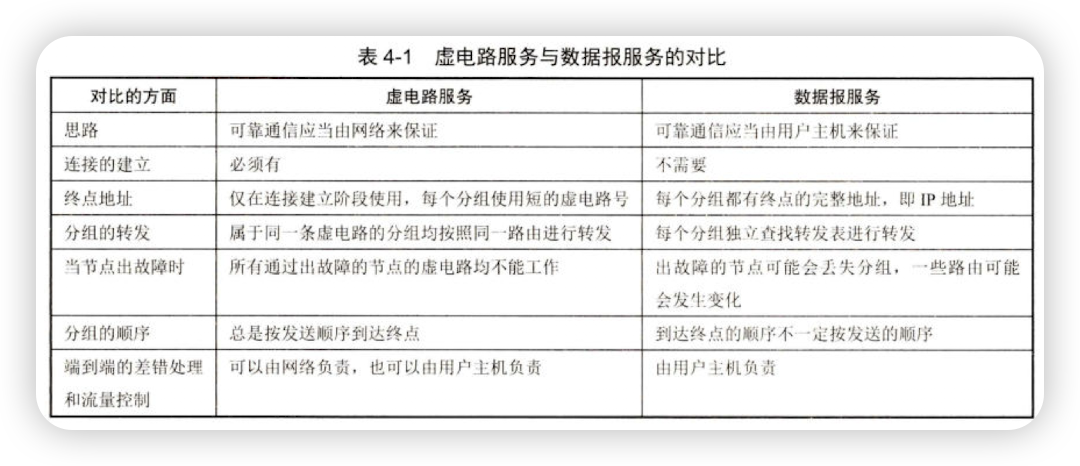 表 4-1 虚电路服务与数据报服务的对比
对比的方面 虚电路服务 数据报服务
思路 可靠通信应当由网络来保证 可靠通信应当由用户主机来保证
连接的建立 必须有 不需要
终点地址 仅在连接建立阶段使用，每个分组使用短的虚电路号 每个分组都有终点的完整地址，即 IP 地址
分组的转发 属于同一条虚电路的分组均按照同一路由进行转发 每个分组独立查找转发表进行转发
当节点出故障时 所有通过出故障的节点的虚电路均不能工作 出故障的节点可能会丢失分组，一些路由可能
会发生变化
分组的顺序 总是按发送顺序到达终点 到达终点的顺序不一定按发送的顺序
端到端的差错处理 可以由网络负责，也可以由用户主机负责 由用户主机负责
和流量控制